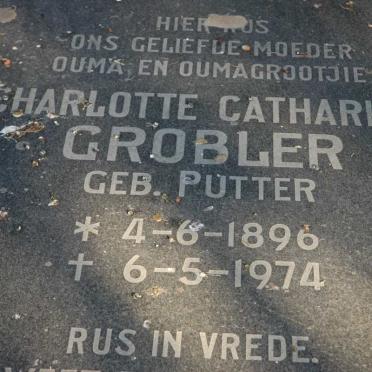 HIER RUS
ONS GELIEFDE MOEDER
OUMA EN OUMAGROOTJIE
CHARLOTTE CATHARI
GROBLER
GEB. PUTTER
* 4-6-1896
† 6-5-1974
RUS IN VREDE.